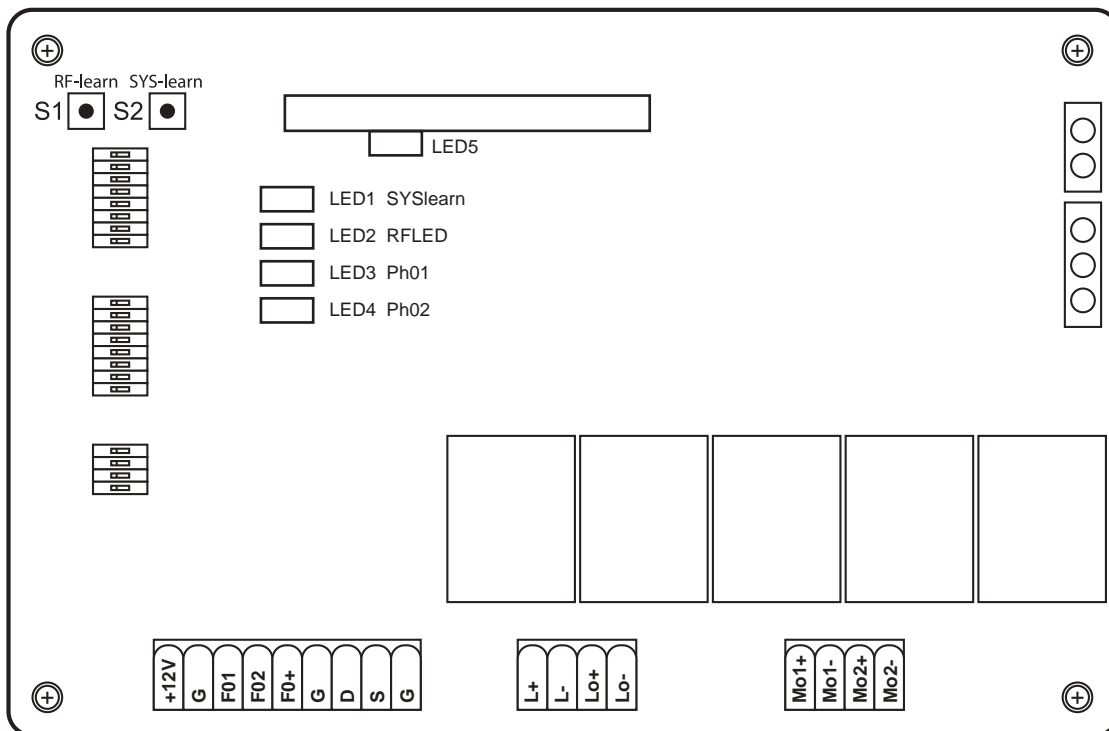 RF-learn SYS-learn
S1 S2
LED5
LED1 SYSlearn
LED2 RFLED
LED3 Ph01
LED4 Ph02
+12V G F01 F02 F0+ G D S G
L+ L- Lo+ Lo-
Mo1+ Mo1- Mo2+ Mo2-